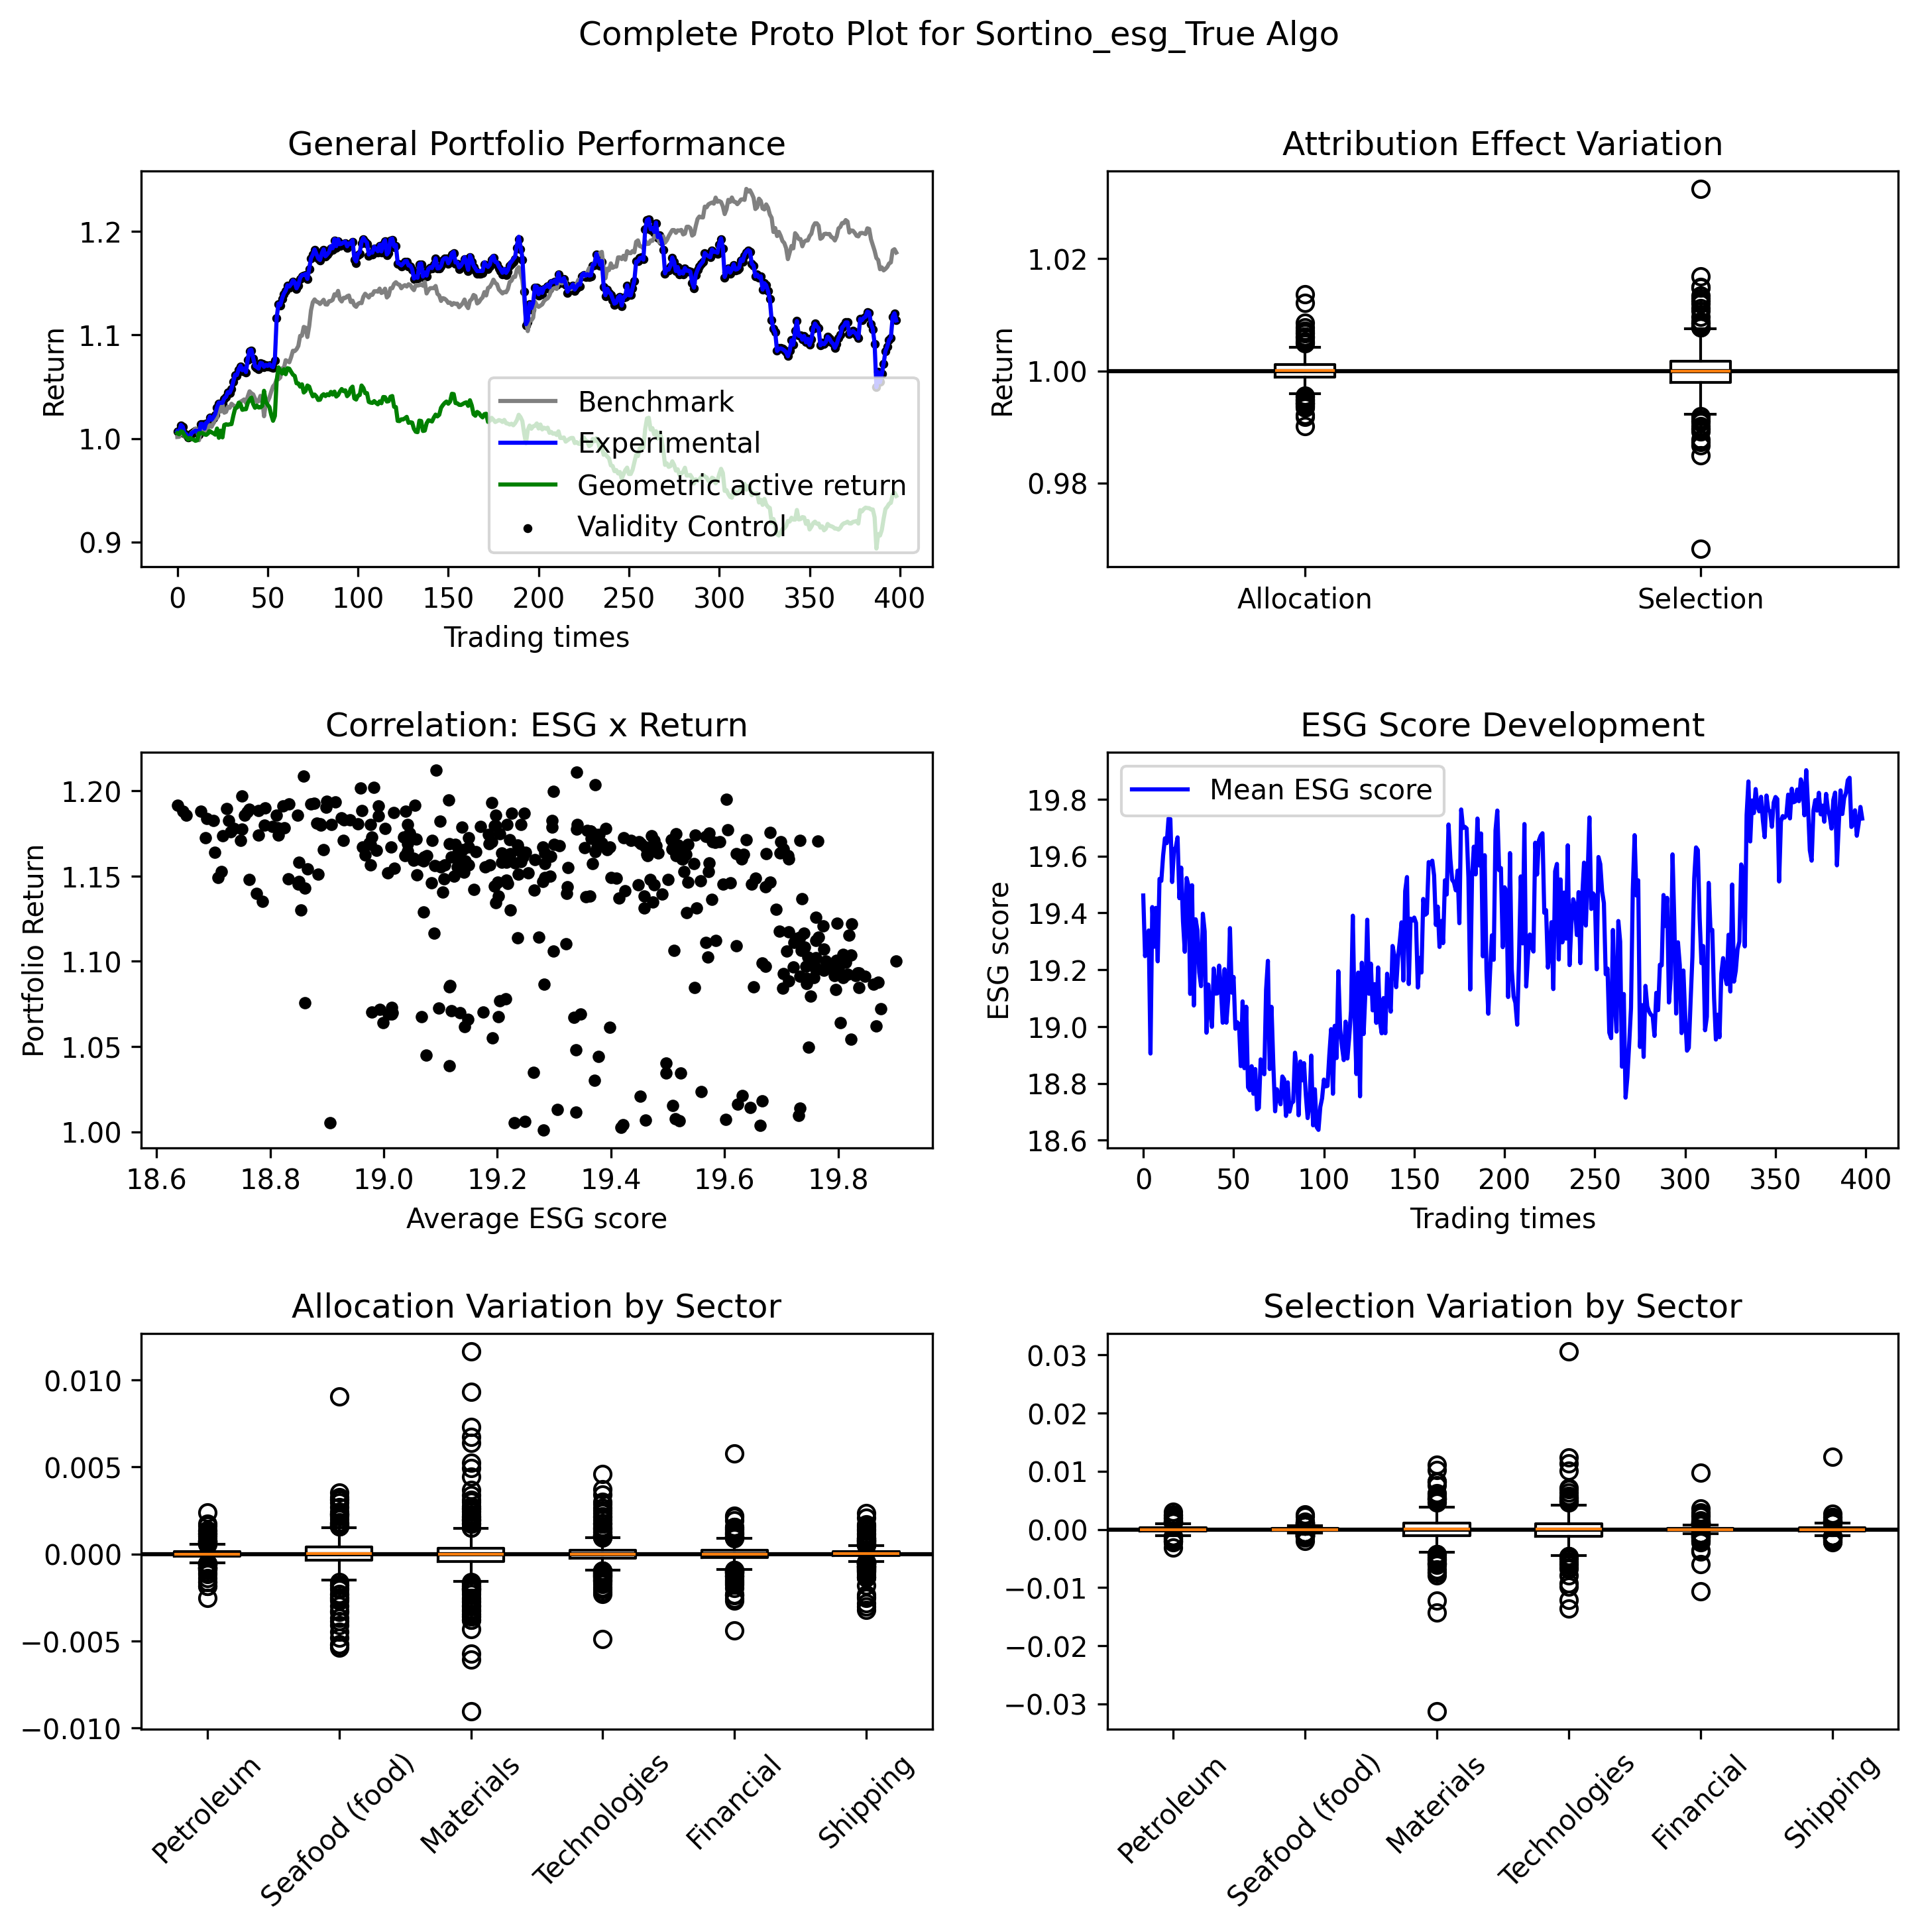 Complete Proto Plot for Sortino_esg_True Algo
General Portfolio Performance
Return
1.2
1.1
1.0
0.9
Benchmark
Experimental
Geometric active return
Validity Control
0 50 100 150 200 250 300 350 400
Trading times
Attribution Effect Variation
Return
1.02
1.00
0.98
Allocation Selection
Correlation: ESG x Return
Portfolio Return
1.20
1.15
1.10
1.05
1.00
18.6 18.8 19.0 19.2 19.4 19.6 19.8
Average ESG score
ESG Score Development
ESG score
Mean ESG score
19.8
19.6
19.4
19.2
19.0
18.8
18.6
0 50 100 150 200 250 300 350 400
Trading times
Allocation Variation by Sector
0.010
0.005
0.000
−0.005
−0.010
Petroleum
Seafood (food)
Materials
Technologies
Financial
Shipping
Selection Variation by Sector
0.03
0.02
0.01
0.00
−0.01
−0.02
−0.03
Petroleum
Seafood (food)
Materials
Technologies
Financial
Shipping